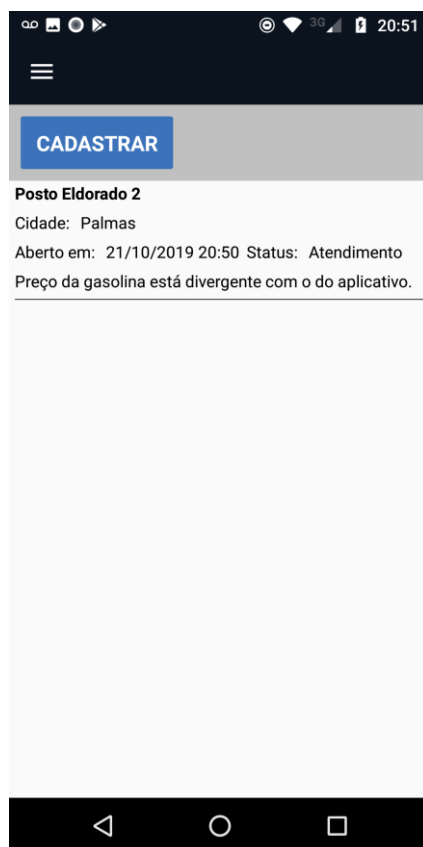 3G 20:51
CADASTRAR
Posto Eldorado 2
Cidade: Palmas
Aberto em: 21/10/2019 20:50 Status: Atendimento
Preço da gasolina está divergente com o do aplicativo.